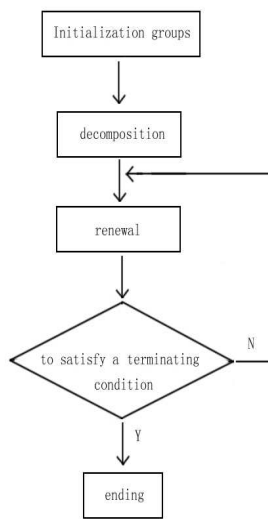 Initialization groups
decomposition
renewal
to satisfy a terminating
condition
N
Y
ending